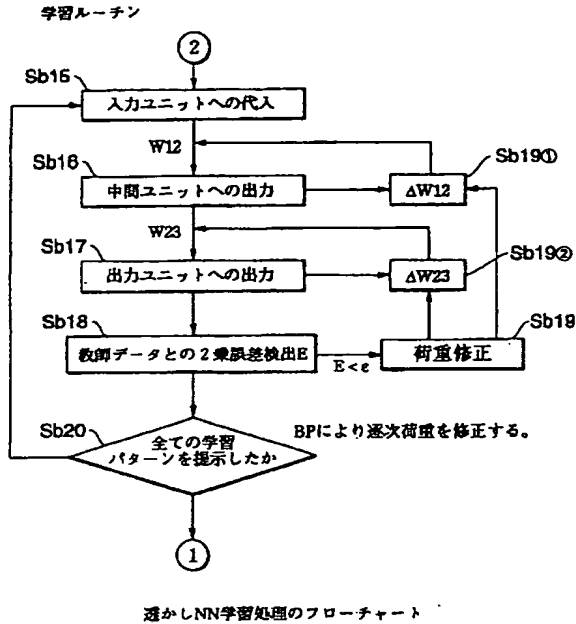 学習ルーチン
2
Sb15
入力ユニットへの代入
W12
Sb16
中間ユニットへの出力
ΔW12
Sb19①
W23
Sb17
出力ユニットへの出力
ΔW23
Sb19②
Sb18
教師データとの2乗誤差検出E
E<ε
荷重修正
Sb19
Sb20
全ての学習
パターンを提示したか
BPにより逐次荷重を修正する。
1
透かしNN学習処理のフローチャート